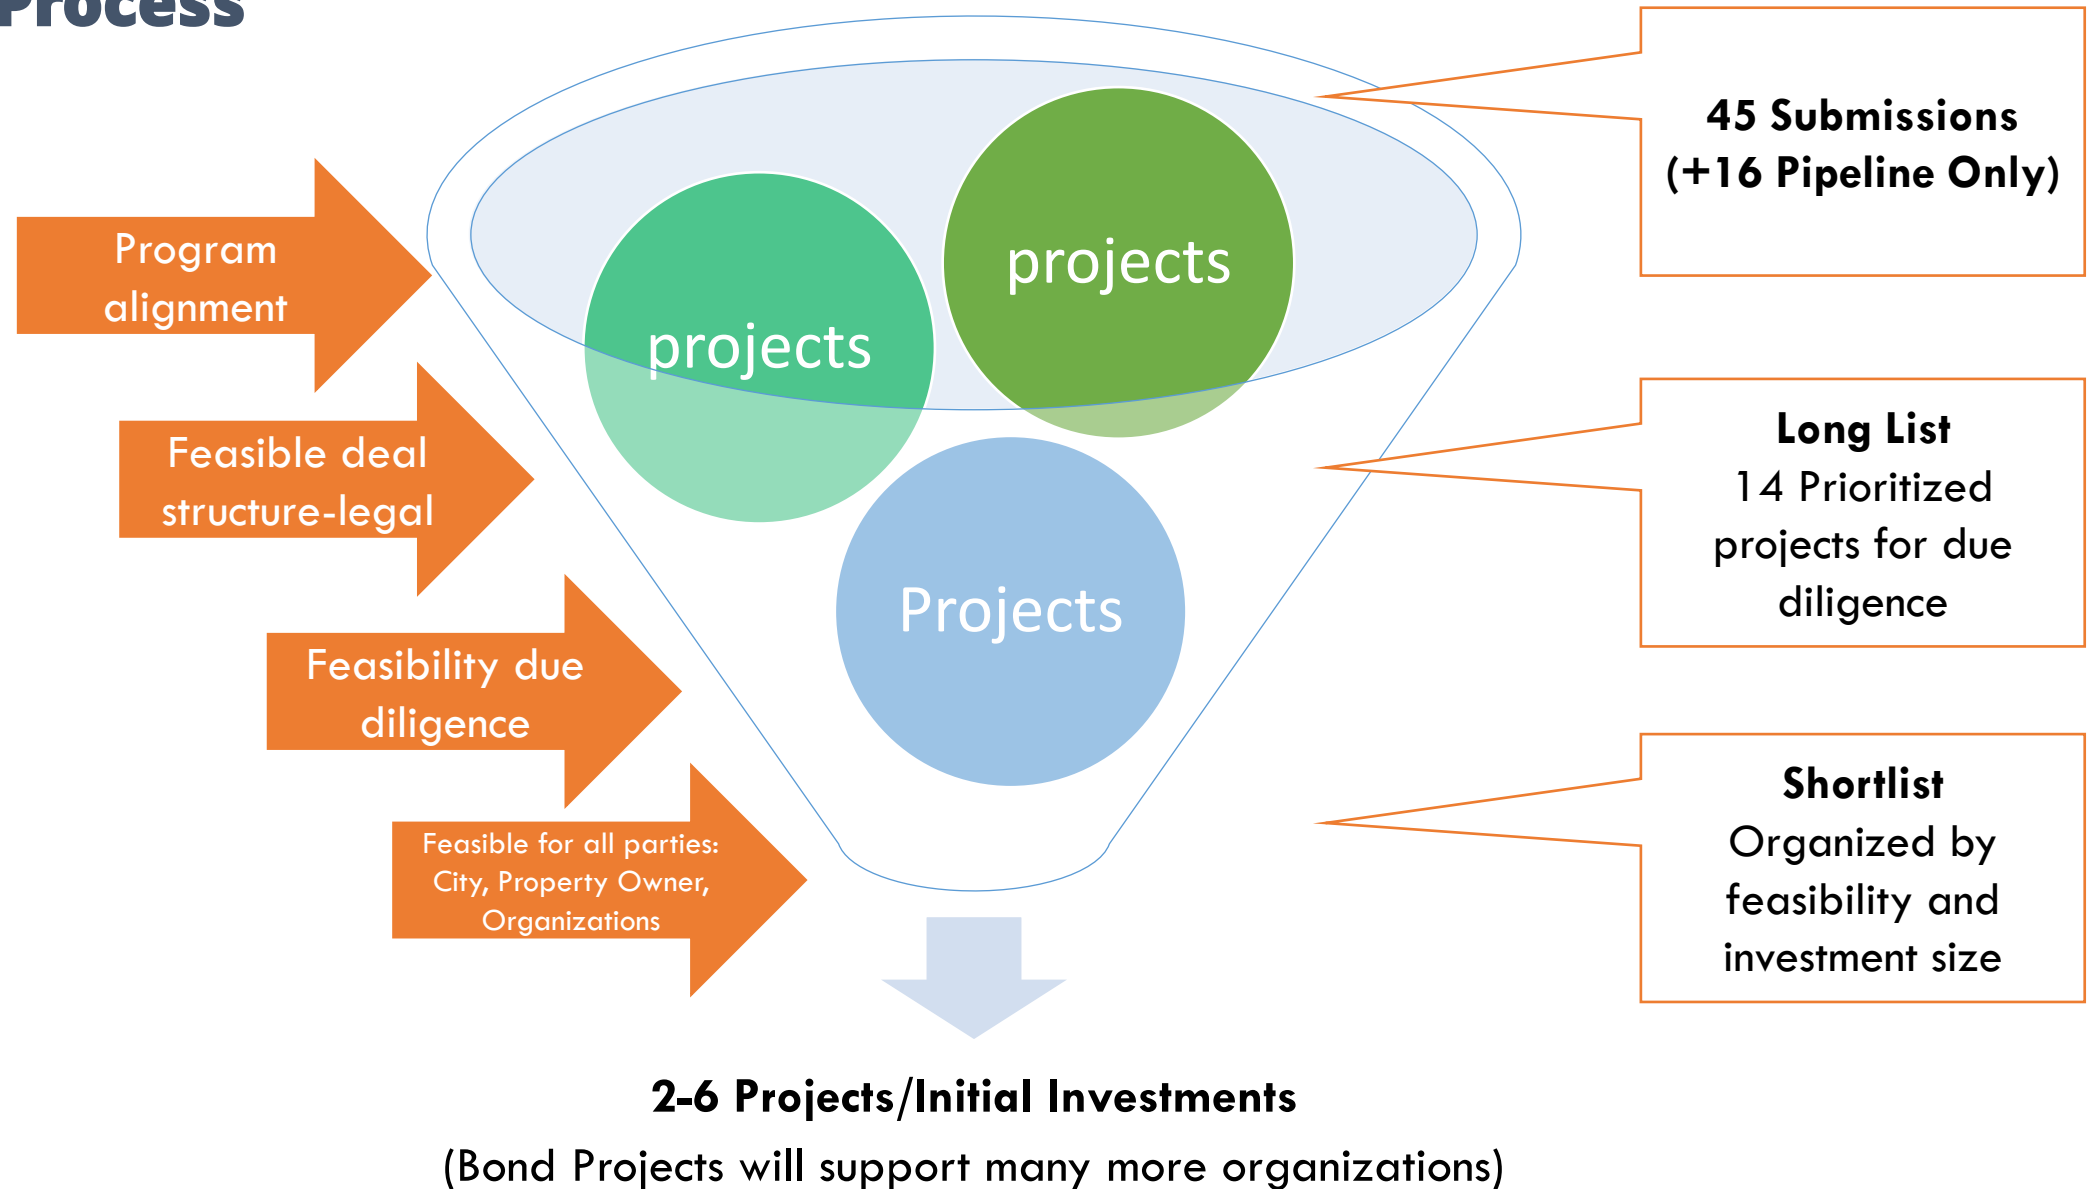 Process
45 Submissions
(+16 Pipeline Only)
Program
alignment
projects
projects
Feasible deal
structure-legal
Long List
14 Prioritized
projects for due
diligence
Projects
Feasibility due
diligence
Shortlist
Organized by
feasibility and
investment size
Feasible for all parties:
City, Property Owner,
Organizations
2-6 Projects/Initial Investments
(Bond Projects will support many more organizations)